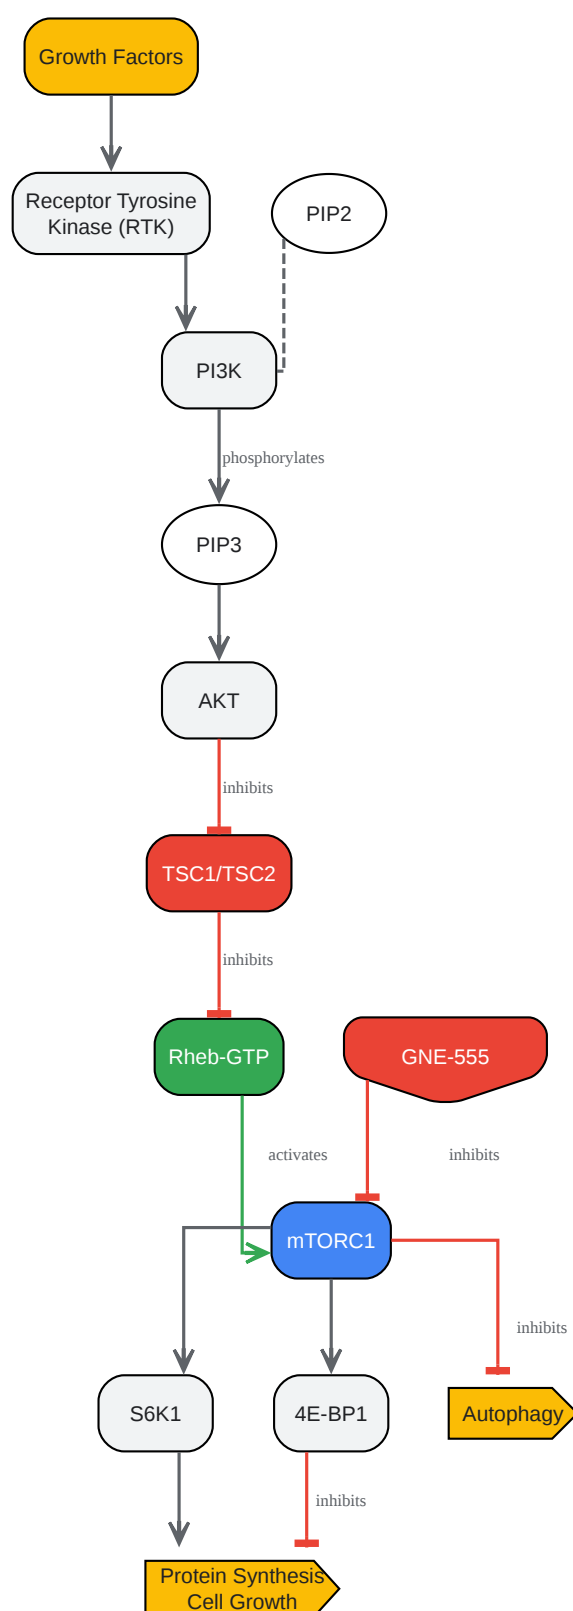 Growth Factors
Receptor Tyrosine
Kinase (RTK)
PIP2
PI3K
phosphorylates
PIP3
AKT
inhibits
TSC1/TSC2
inhibits
Rheb-GTP
GNE-555
activates
inhibits
mTORC1
inhibits
S6K1
4E-BP1
Autophagy
inhibits
Protein Synthesis
Cell Growth